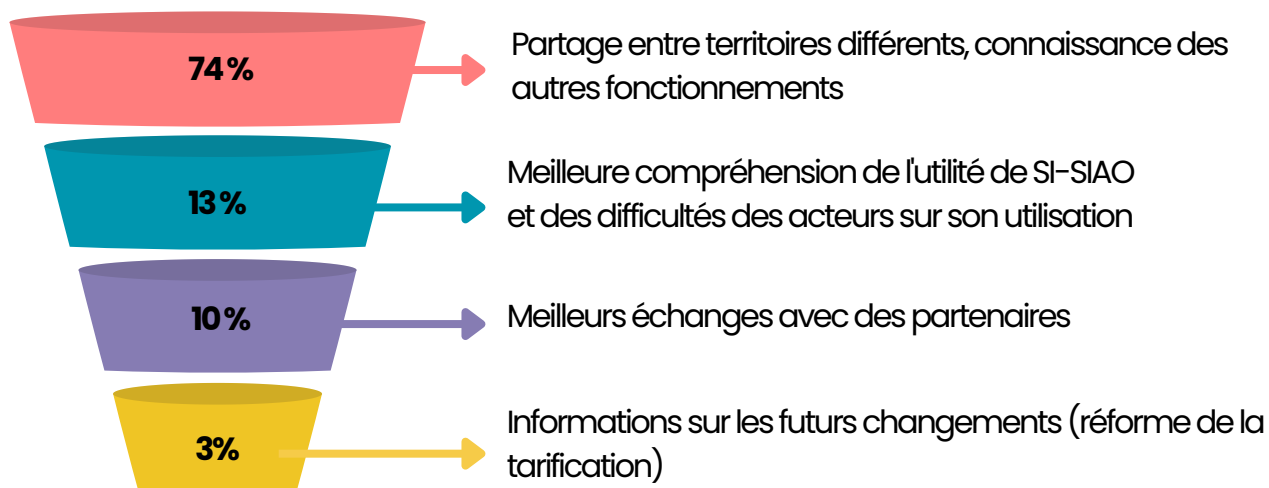 74%
Partage entre territoires différents, connaissance des
autres fonctionnements
13%
Meilleure compréhension de l'utilité de SI-SIAO
et des difficultés des acteurs sur son utilisation
10%
Meilleurs échanges avec des partenaires
3%
Informations sur les futurs changements (réforme de la
tarification)